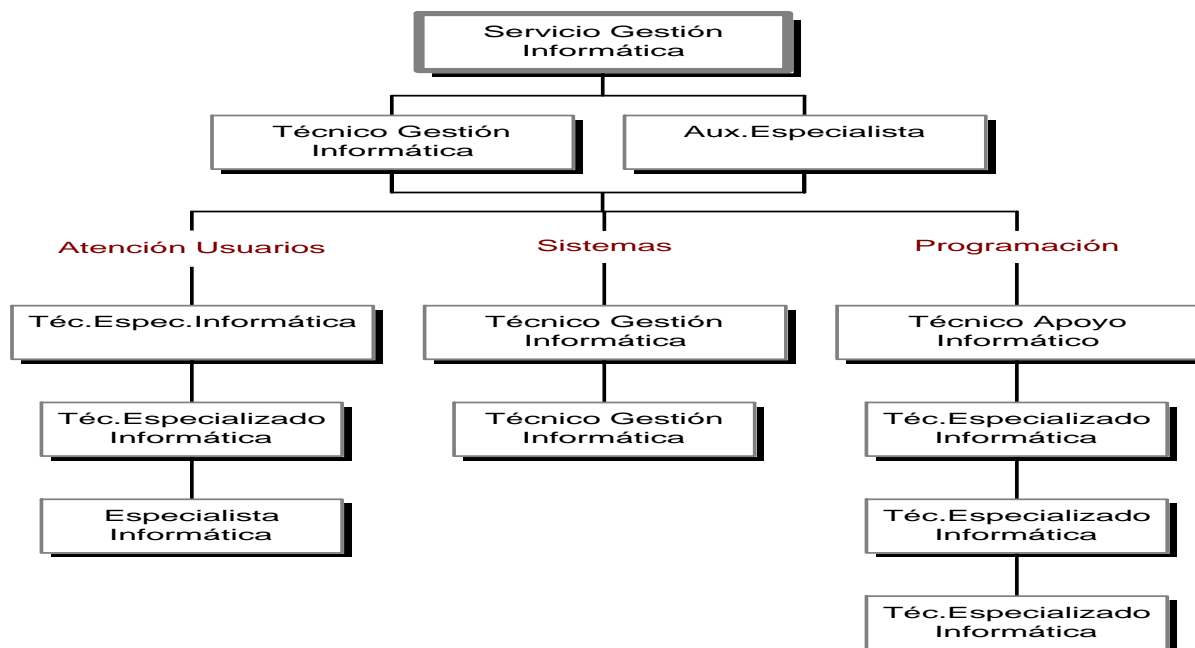 Servicio Gestión
Informática
Técnico Gestión
Informática
Aux.Especialista
Atención Usuarios
Sistemas
Programación
Téc.Espec.Informática
Técnico Gestión
Informática
Técnico Apoyo
Informático
Téc.Especializado
Informática
Técnico Gestión
Informática
Téc.Especializado
Informática
Especialista
Informática
Téc.Especializado
Informática
Téc.Especializado
Informática